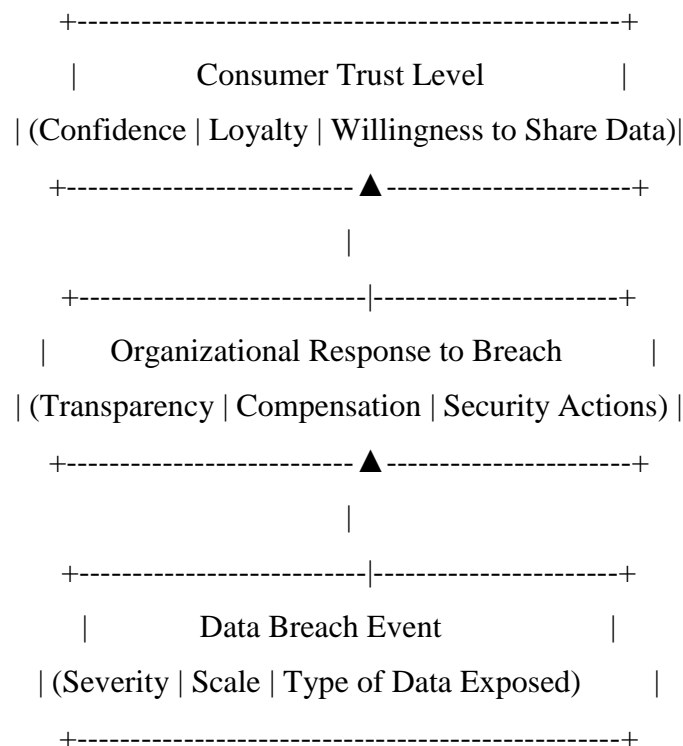 +---------------------------------------------------+
| Consumer Trust Level |
| (Confidence | Loyalty | Willingness to Share Data)|
+--------------------------- ▲ -----------------------+
|
+---------------------------|-----------------------+
| Organizational Response to Breach |
| (Transparency | Compensation | Security Actions) |
+--------------------------- ▲ -----------------------+
|
+---------------------------|-----------------------+
| Data Breach Event |
| (Severity | Scale | Type of Data Exposed) |
+---------------------------------------------------+